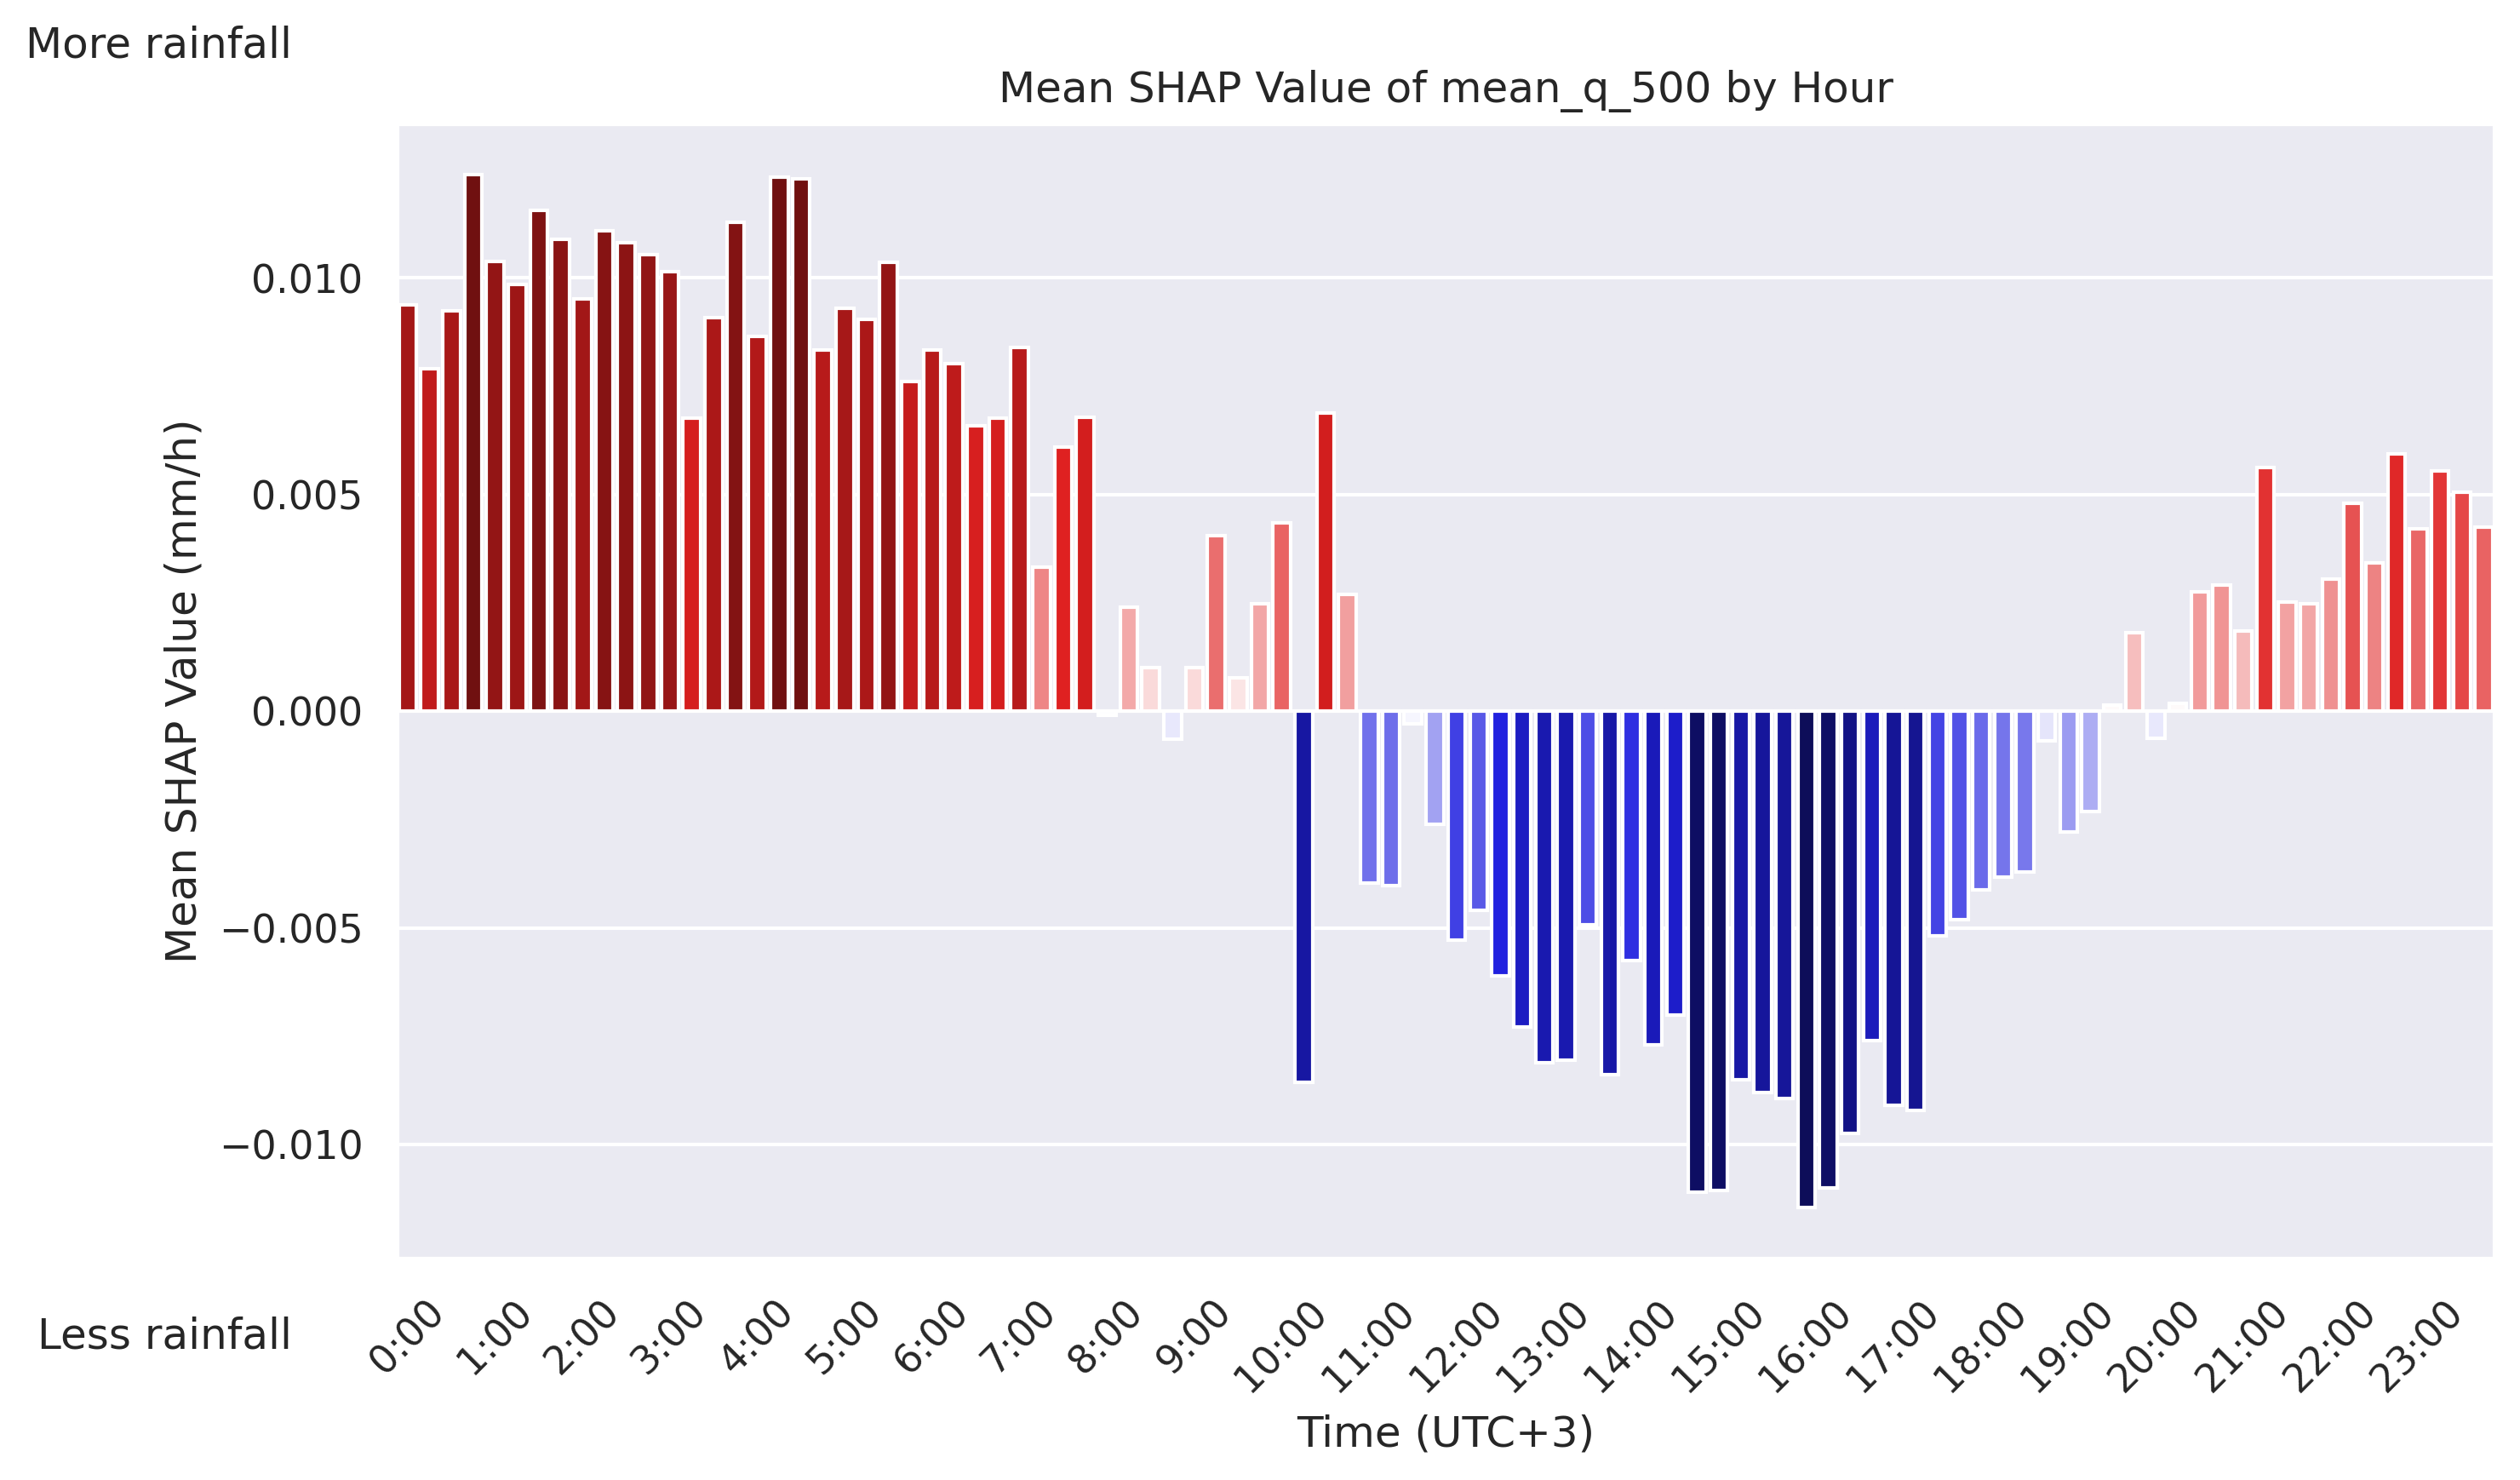 More rainfall
Mean SHAP Value of mean_q_500 by Hour
Mean SHAP Value (mm/h)
0.010
0.005
0.000
−0.005
−0.010
Less rainfall
0:00 1:00 2:00 3:00 4:00 5:00 6:00 7:00 8:00 9:00 10:00 11:00 12:00 13:00 14:00 15:00 16:00 17:00 18:00 19:00 20:00 21:00 22:00 23:00
Time (UTC+3)